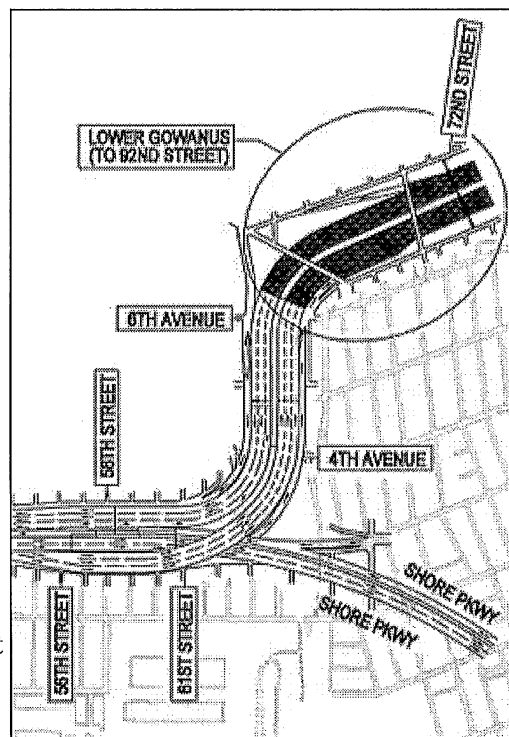 72ND STREET
LOWER GOWANUS
(TO 92ND STREET)
6TH AVENUE
58TH STREET
4TH AVENUE
SHORE PKWY
SHORE PKWY
56TH STREET
61ST STREET